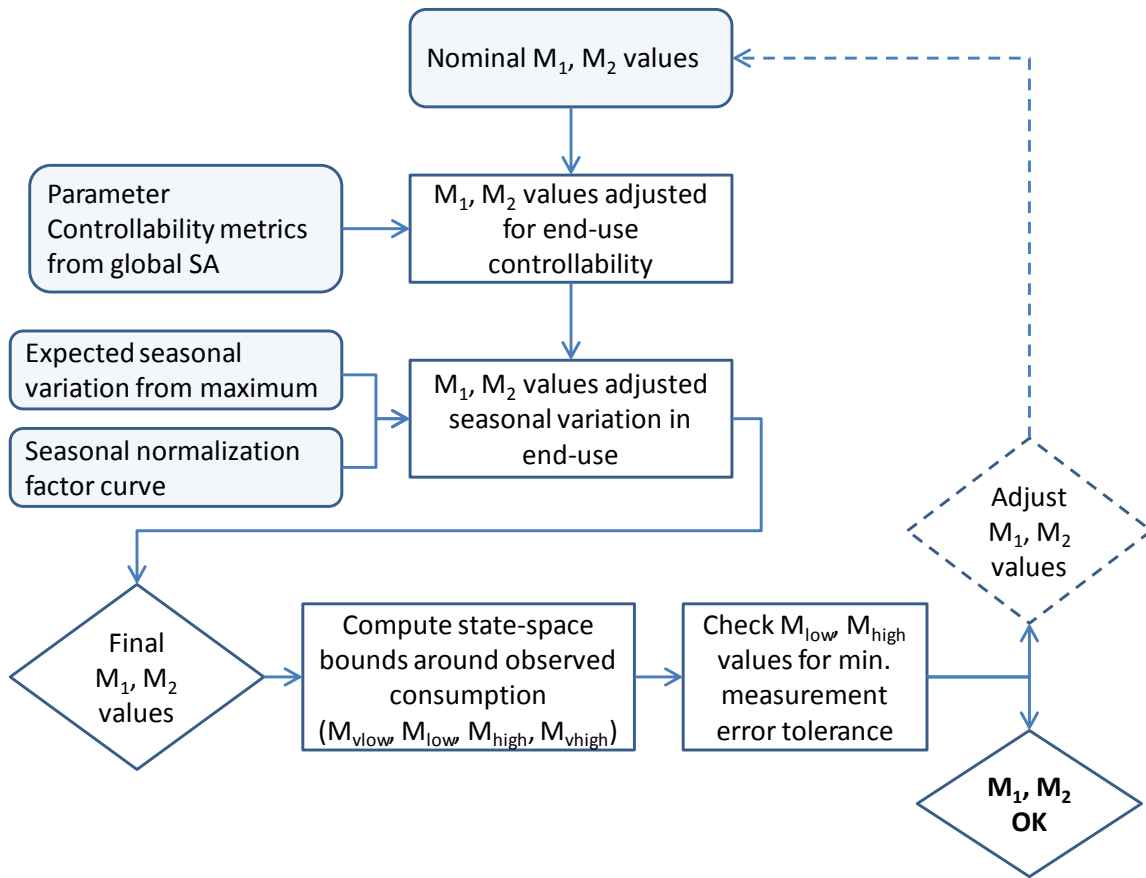 Nominal M₁, M₂ values
Parameter
Controllability metrics
from global SA
M₁, M₂ values adjusted
for end-use
controllability
Expected seasonal
variation from maximum
Seasonal normalization
factor curve
M₁, M₂ values adjusted
seasonal variation in
end-use
Adjust
M₁, M₂
values
Final
M₁, M₂
values
Compute state-space
bounds around observed
consumption
(Mvlow, Mlow, Mhigh, Mvhigh)
Check Mlow, Mhigh
values for min.
measurement
error tolerance
M₁, M₂
OK